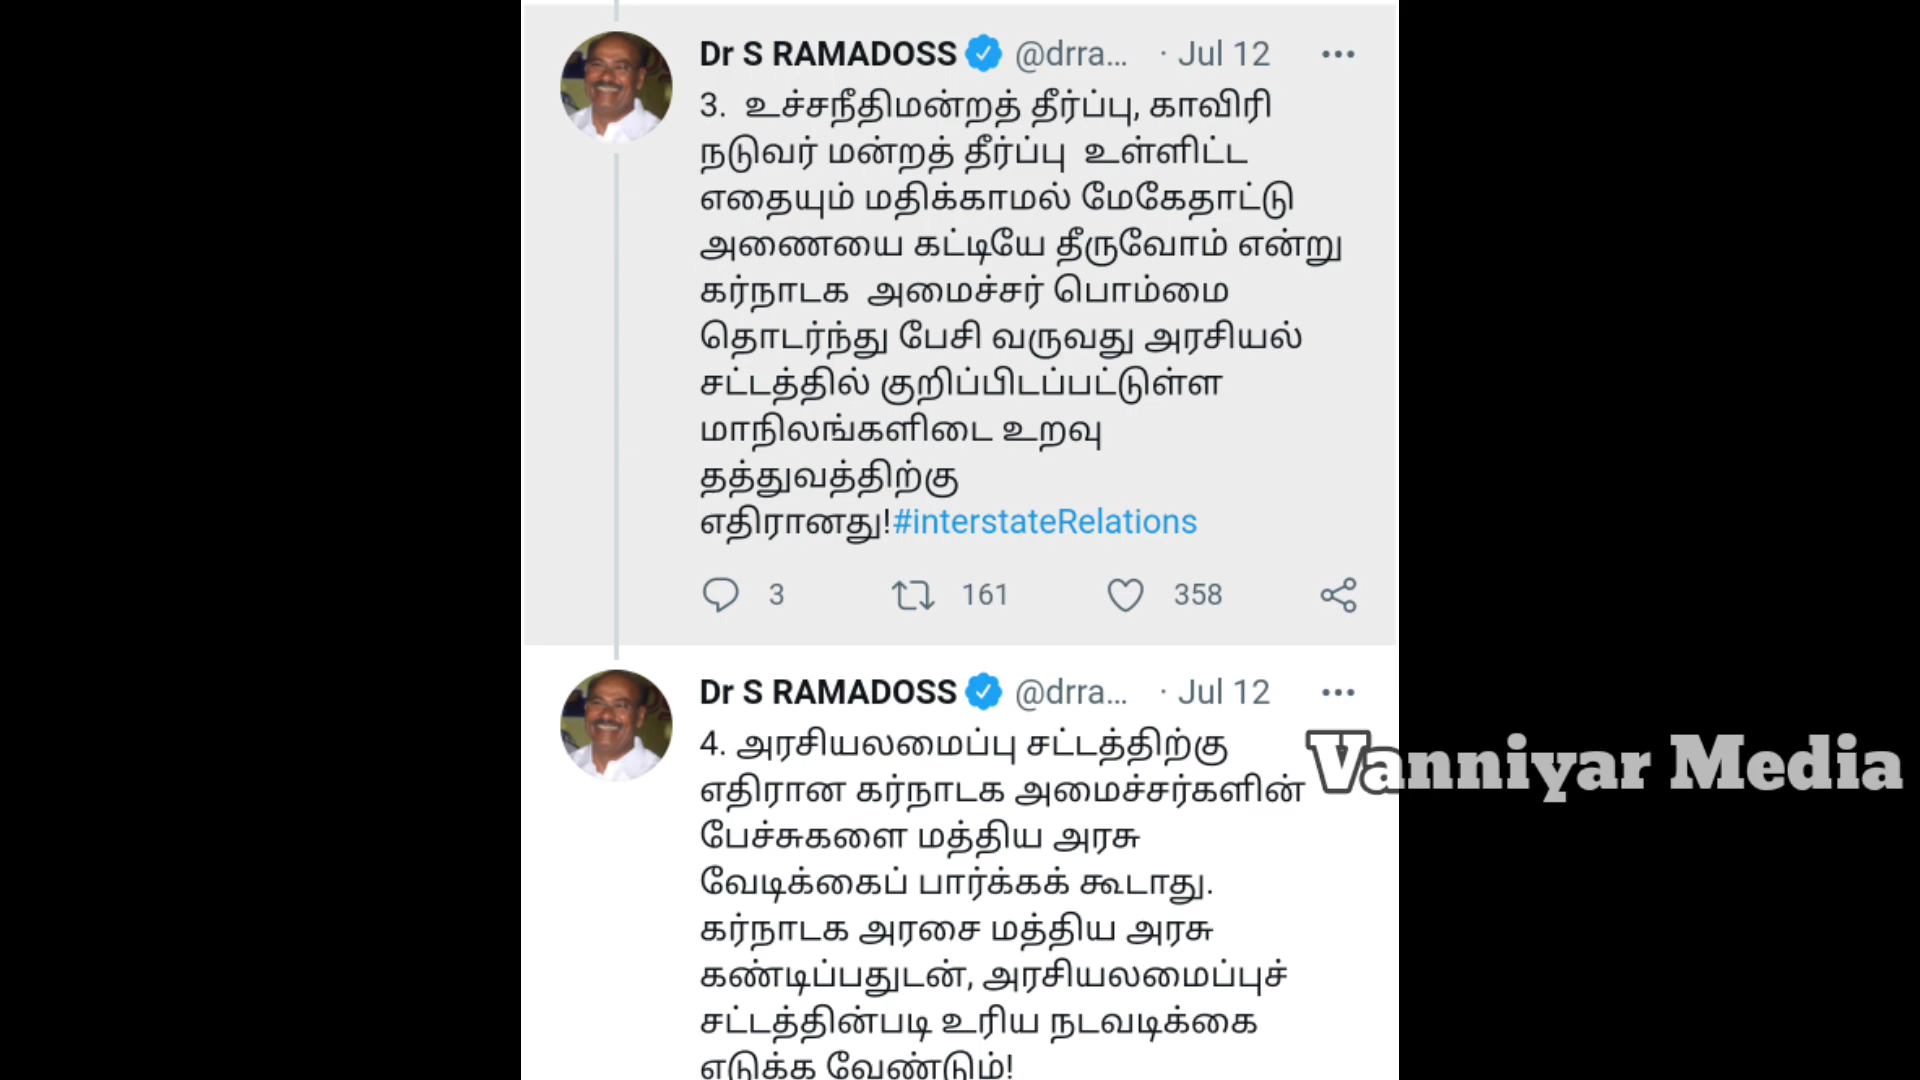 Dr S RAMADOSS @drra... · Jul 12
3. உச்சநீதிமன்றத் தீர்ப்பு, காவிரி
நடுவர் மன்றத் தீர்ப்பு உள்ளிட்ட
எதையும் மதிக்காமல் மேகேதாட்டு
அணையை கட்டியே தீருவோம் என்று
கர்நாடக அமைச்சர் பொம்மை
தொடர்ந்து பேசி வருவது அரசியல்
சட்டத்தில் குறிப்பிடப்பட்டுள்ள
மாநிலங்களிடை உறவு
தத்துவத்திற்கு
எதிரானது!#interstateRelations
3 161 358
Dr S RAMADOSS @drra... · Jul 12
4. அரசியலமைப்பு சட்டத்திற்கு
எதிரான கர்நாடக அமைச்சர்களின்
பேச்சுகளை மத்திய அரசு
வேடிக்கைப் பார்க்கக் கூடாது.
கர்நாடக அரசை மத்திய அரசு
கண்டிப்பதுடன், அரசியலமைப்புச்
சட்டத்தின்படி உரிய நடவடிக்கை
எடுக்க வேண்டும்!
Vanniyar Media